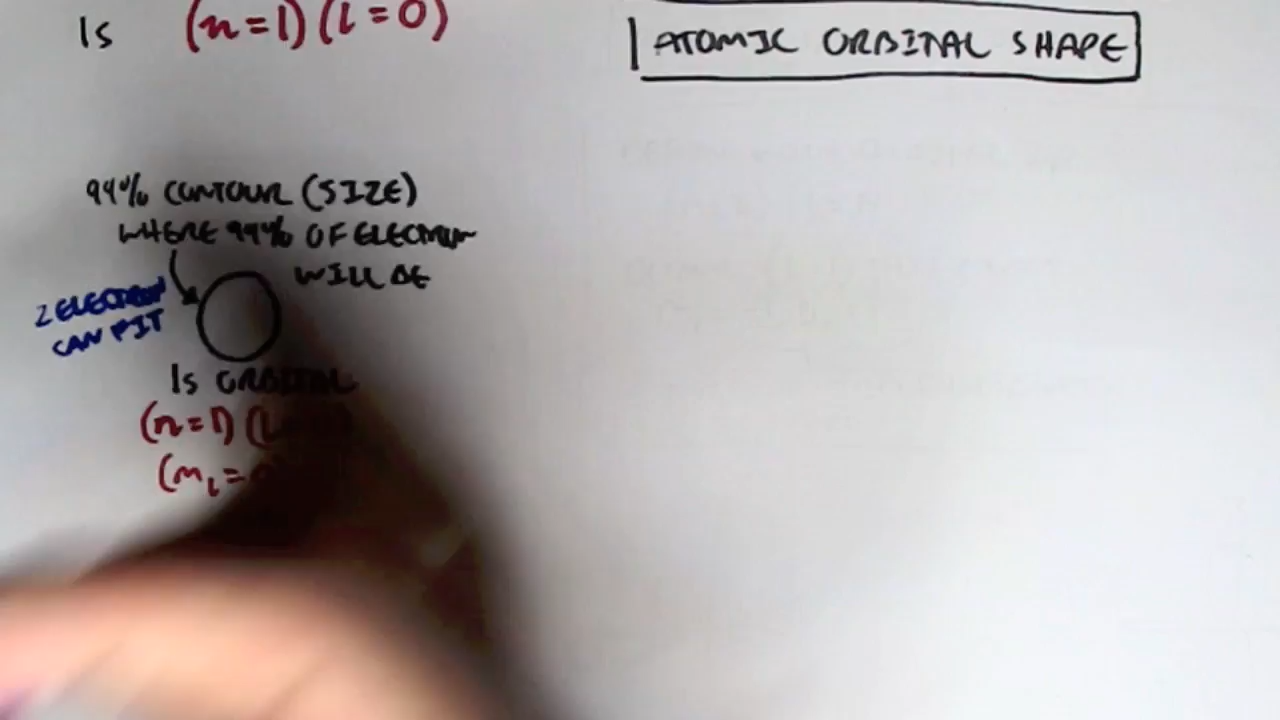 1s (n=1)(l=0)
ATOMIC ORBITAL SHAPE
99% CONTOUR (SIZE)
WHERE 99% OF ELECTRON
WILL BE
2 ELECTRON
CAN FIT
1s ORBITAL
(n=1)
(m_l=